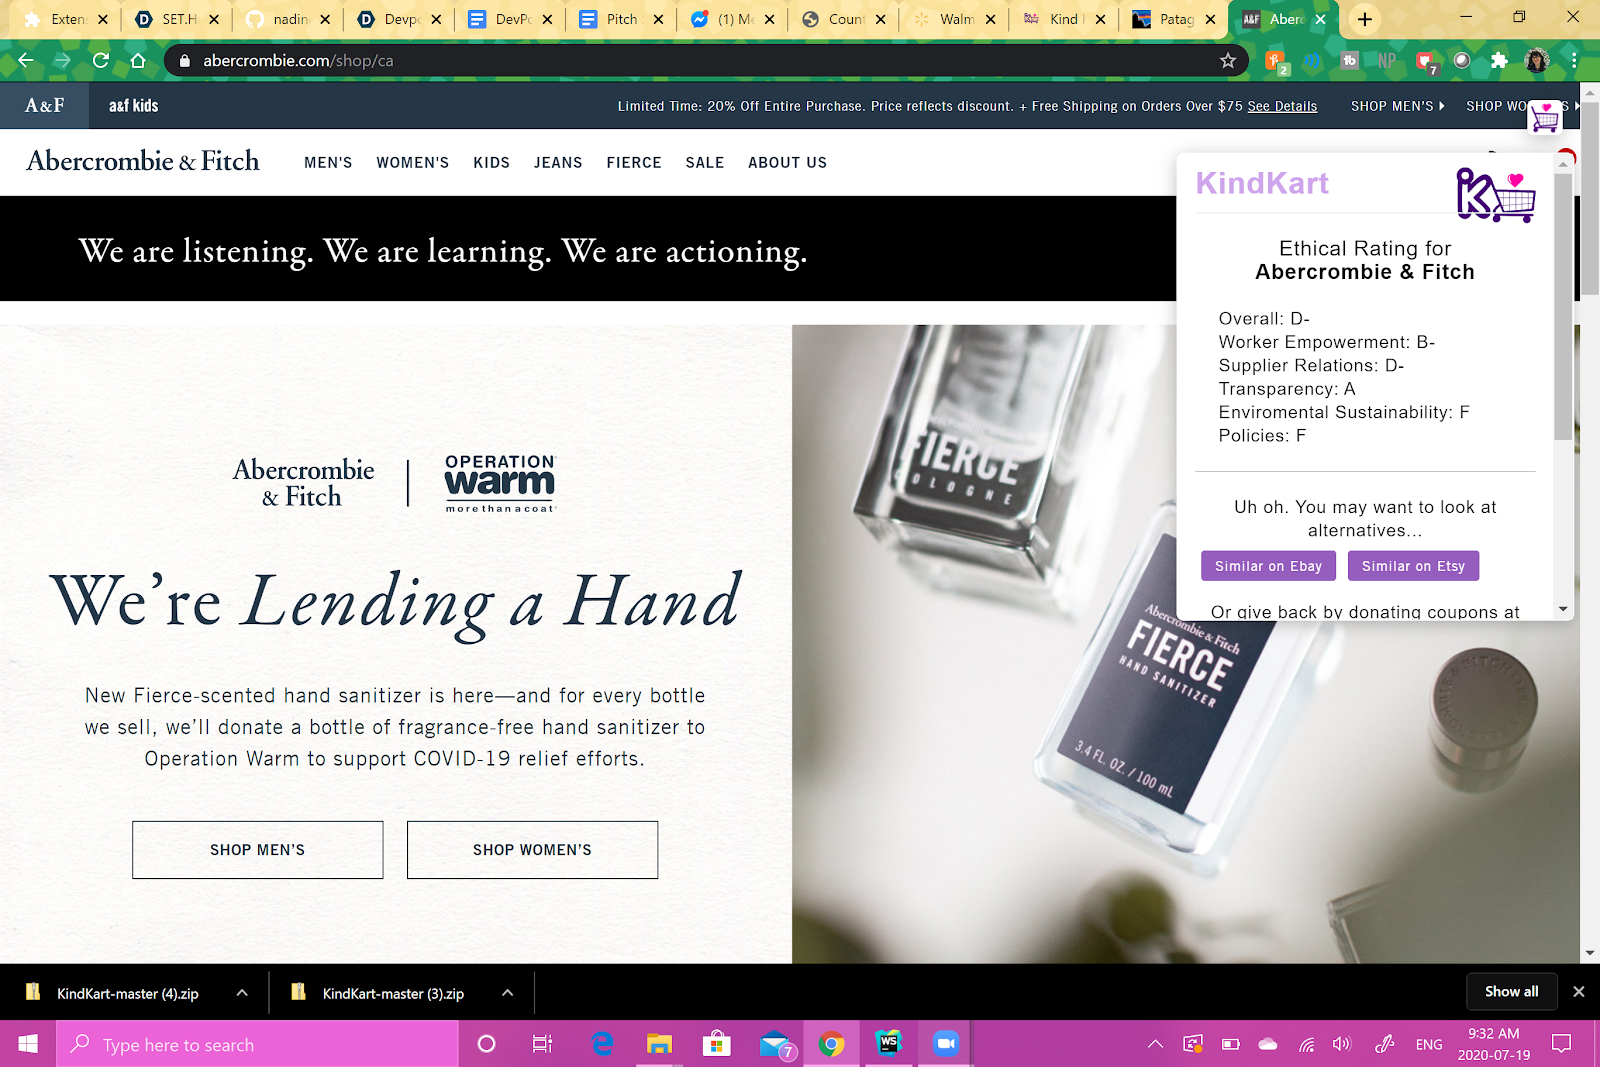 Exten
SET.H
nadin
Devpo
DevPo
Pitch
(1) Me
Count
Walm
Kind
Patag
A&F
Aberc
abercrombie.com/shop/ca
2
tb
NP
7
A&F
a&f kids
Limited Time: 20% Off Entire Purchase. Price reflects discount. + Free Shipping on Orders Over $75 See Details
SHOP MEN'S
SHOP WO
S
Abercrombie & Fitch
MEN'S
WOMEN'S
KIDS
JEANS
FIERCE
SALE
ABOUT US
We are listening. We are learning. We are actioning.
KindKart
K
Ethical Rating for
Abercrombie & Fitch
Overall: D-
Worker Empowerment: B-
Supplier Relations: D-
Transparency: A
Enviromental Sustainability: F
Policies: F
Uh oh. You may want to look at
alternatives...
Similar on Ebay
Similar on Etsy
Or give back by donating coupons at
Abercrombie
& Fitch
OPERATION
warm
more than a coat
We're Lending a Hand
New Fierce-scented hand sanitizer is here—and for every bottle
we sell, we'll donate a bottle of fragrance-free hand sanitizer to
Operation Warm to support COVID-19 relief efforts.
SHOP MEN'S
SHOP WOMEN'S
FIERCE
COLOGNE
Abercrombie & Fitch
FIERCE
HAND SANITIZER
3.4 FL. OZ. / 100 mL
KindKart-master (4).zip
KindKart-master (3).zip
Show all
Type here to search
7
WS
ENG
9:32 AM
2020-07-19